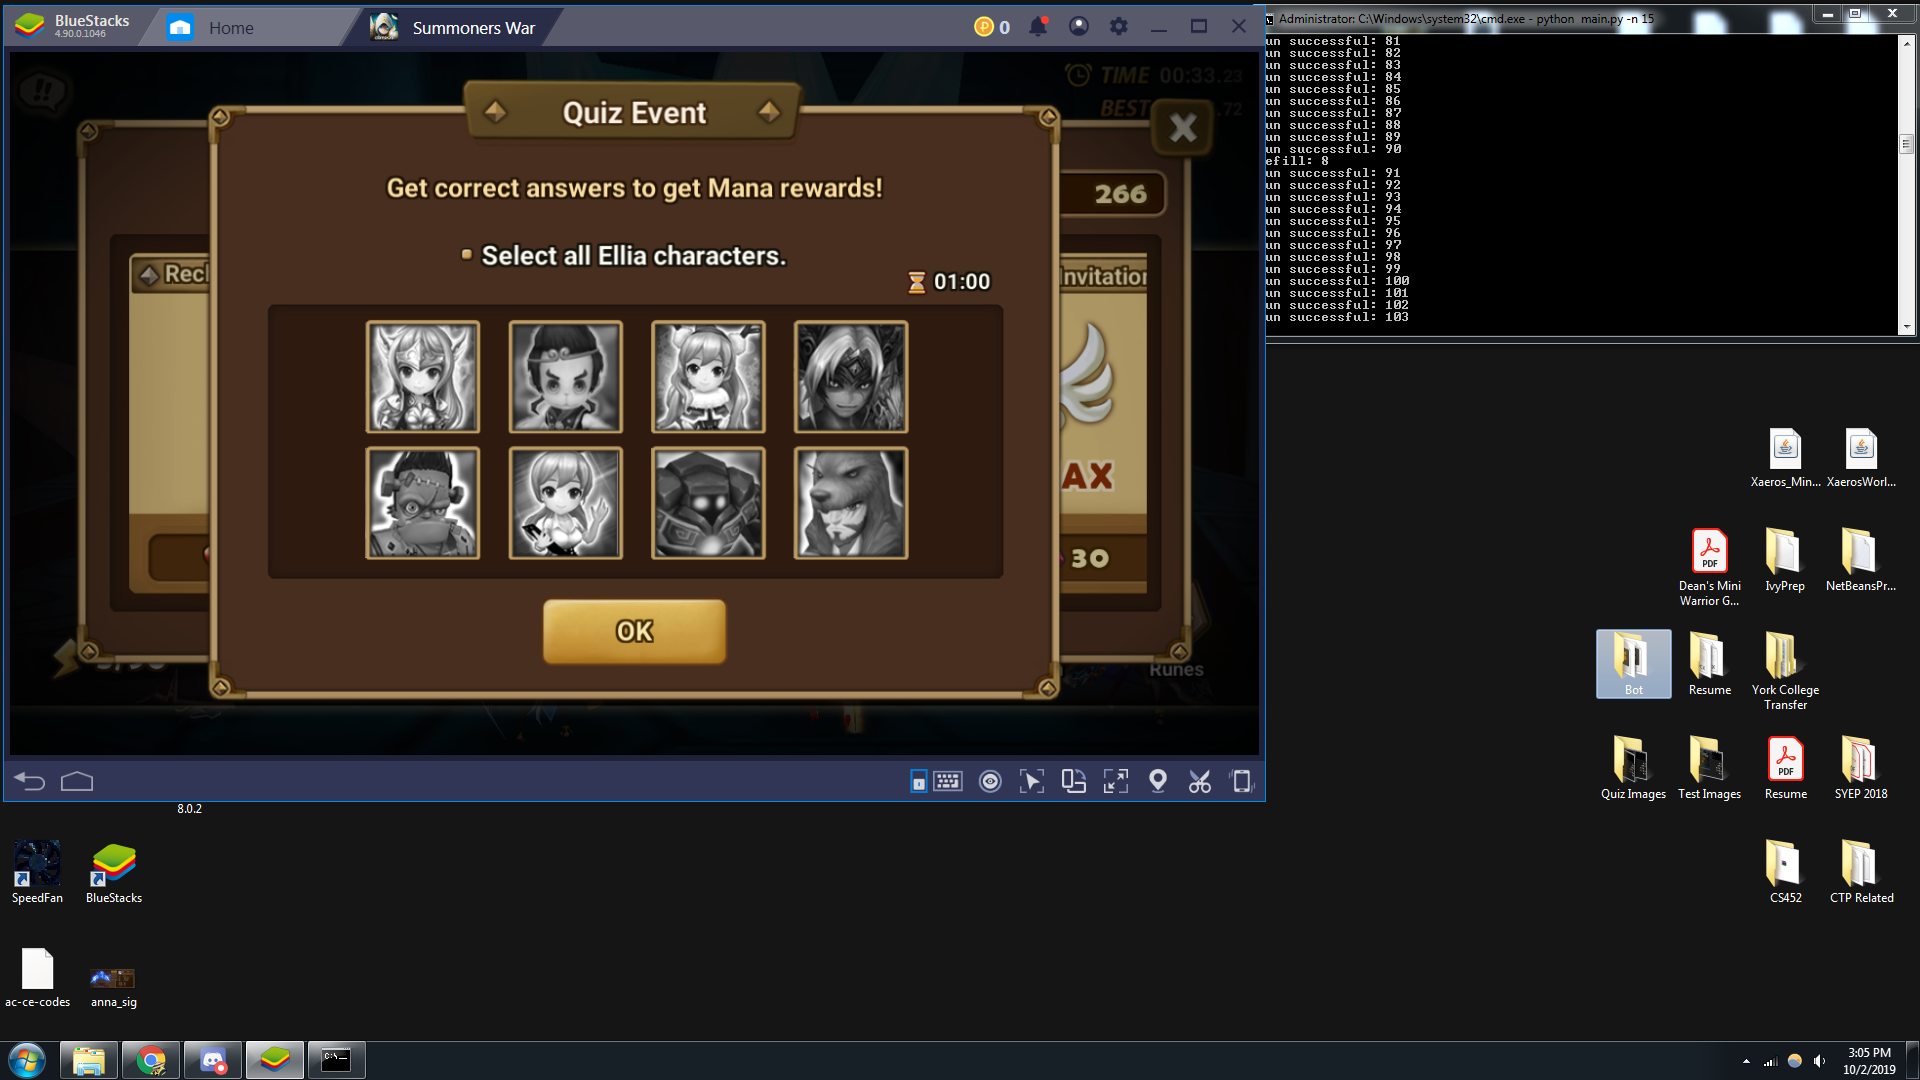 BlueStacks
4.90.0.1046
Home
Summoners War
0
TIME 00:33.23
BEST
.72
Quiz Event
Get correct answers to get Mana rewards!
266
Select all Ellia characters.
01:00
Recl
Invitation
AX
30
OK
Runes
Administrator: C:\Windows\system32\cmd.exe - python main.py -n 15
un successful: 81
un successful: 82
un successful: 83
un successful: 84
un successful: 85
un successful: 86
un successful: 87
un successful: 88
un successful: 89
un successful: 90
efill: 8
un successful: 91
un successful: 92
un successful: 93
un successful: 94
un successful: 95
un successful: 96
un successful: 97
un successful: 98
un successful: 99
un successful: 100
un successful: 101
un successful: 102
un successful: 103
Xaeros_Min...
XaerosWorl...
Dean's Mini
Warrior G...
IvyPrep
NetBeansPr...
Bot
Resume
York College
Transfer
Quiz Images
Test Images
Resume
SYEP 2018
CS452
CTP Related
8.0.2
SpeedFan
BlueStacks
ac-ce-codes
anna_sig
3:05 PM
10/2/2019